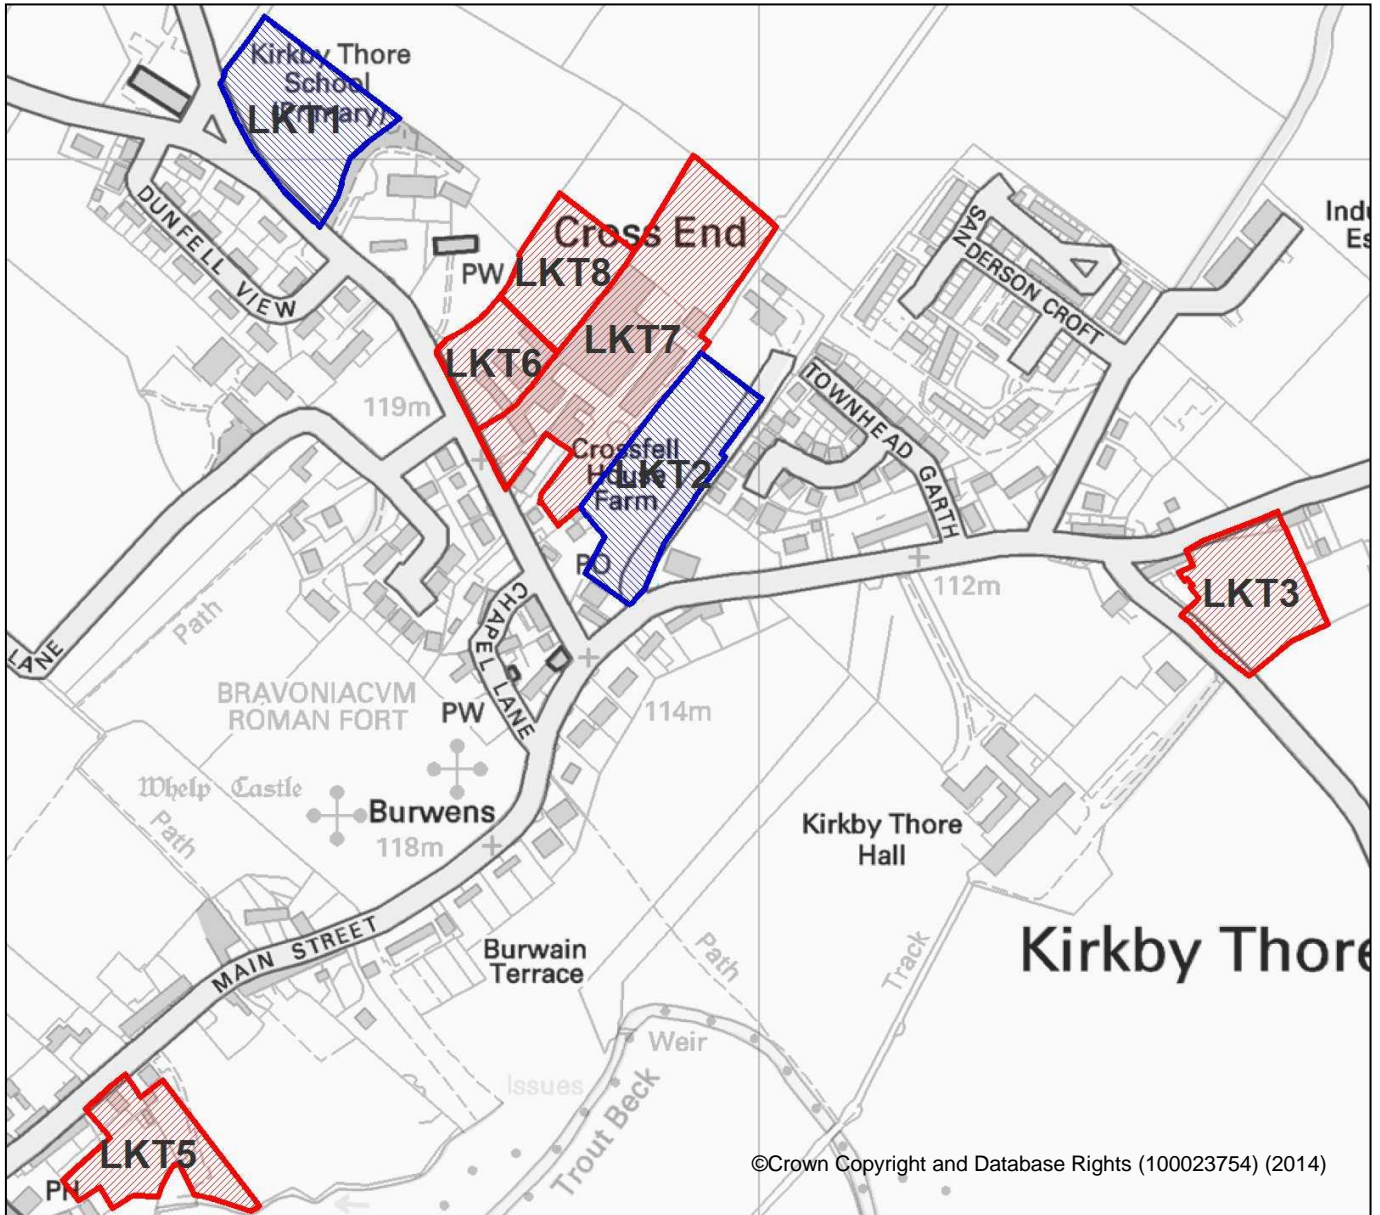 Kirkby Thore
School
(Primary)
LKT1
DUNFELL VIEW
PW
Cross End
LKT8
LKT7
LKT6
119m
SANDERSON CROFT
TOWNHEAD GARTH
Crossfell
House
Farm
LKT2
PO
112m
LKT3
CHAPEL LANE
LANE
Path
BRAVONIACVM
ROMAN FORT
PW
114m
Whelp Castle
Path
Burwens
118m
Kirkby Thore
Hall
MAIN STREET
Burwain
Terrace
Path
Track
Kirkby Thore
Weir
Issues
Trout Beck
LKT5
PH
©Crown Copyright and Database Rights (100023754) (2014)